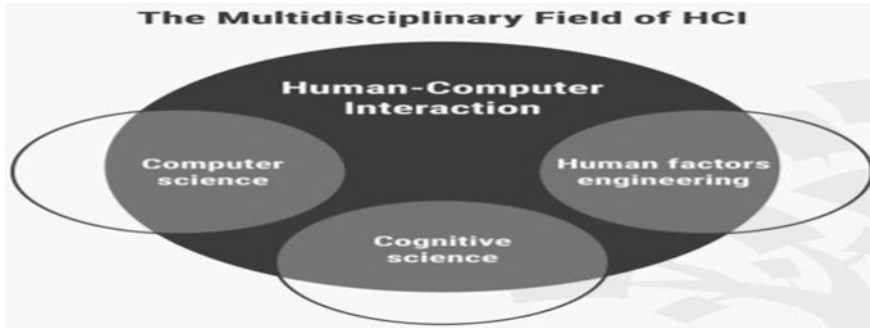 The Multidisciplinary Field of HCI
Human-Computer
Interaction
Computer
science
Human factors
engineering
Cognitive
science